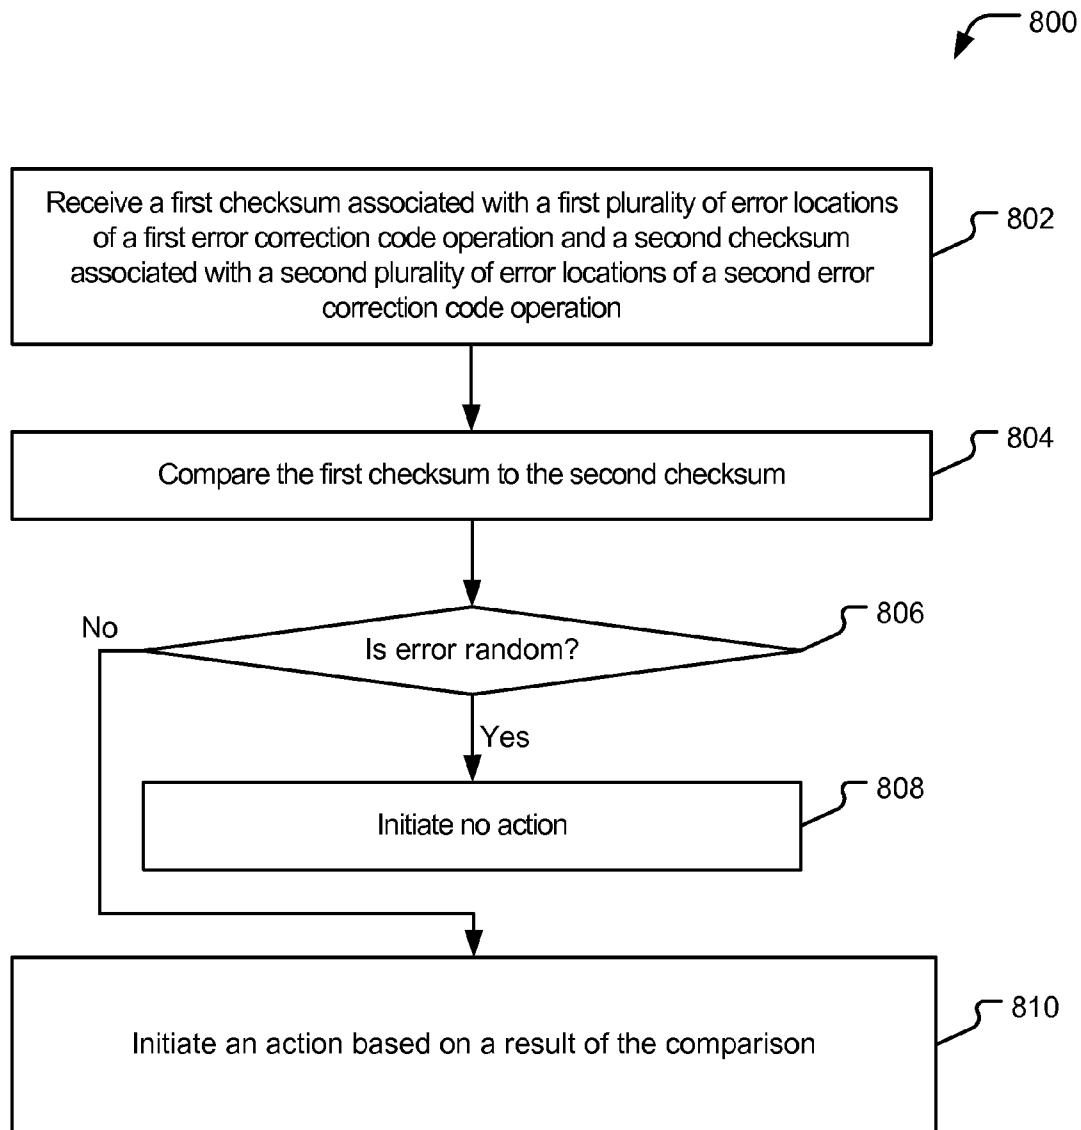 800
Receive a first checksum associated with a first plurality of error locations
of a first error correction code operation and a second checksum
associated with a second plurality of error locations of a second error
correction code operation
802
Compare the first checksum to the second checksum
804
No
Is error random?
806
Yes
Initiate no action
808
Initiate an action based on a result of the comparison
810